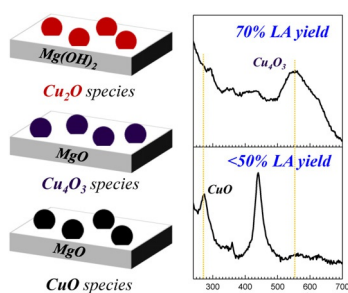 Mg(OH)2
Cu2O species
MgO
Cu4O3 species
MgO
CuO species
70% LA yield
Cu4O3
<50% LA yield
CuO
300 400 500 600 700